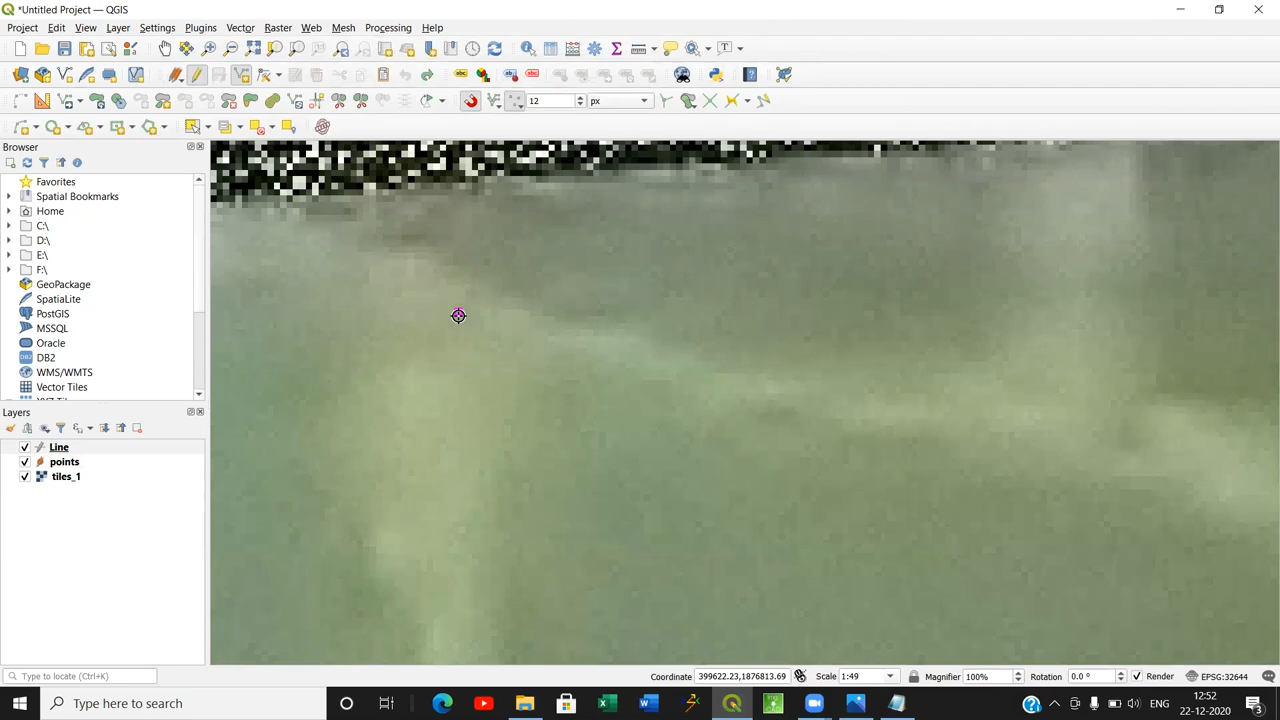 *Untitled Project — QGIS
Project Edit View Layer Settings Plugins Vector Raster Database Web Mesh Processing Help
12 px
Browser
Favorites
Spatial Bookmarks
Home
C:\
D:\
E:\
F:\
GeoPackage
SpatiaLite
PostGIS
MSSQL
Oracle
DB2
WMS/WMTS
Vector Tiles
Layers
Line
points
tiles_1
Type to locate (Ctrl+K) Coordinate 399622.23,1876813.69 Scale 1:49 Magnifier 100% Rotation 0.0 ° Render EPSG:32644
Type here to search
ENG
12:52
22-12-2020
3